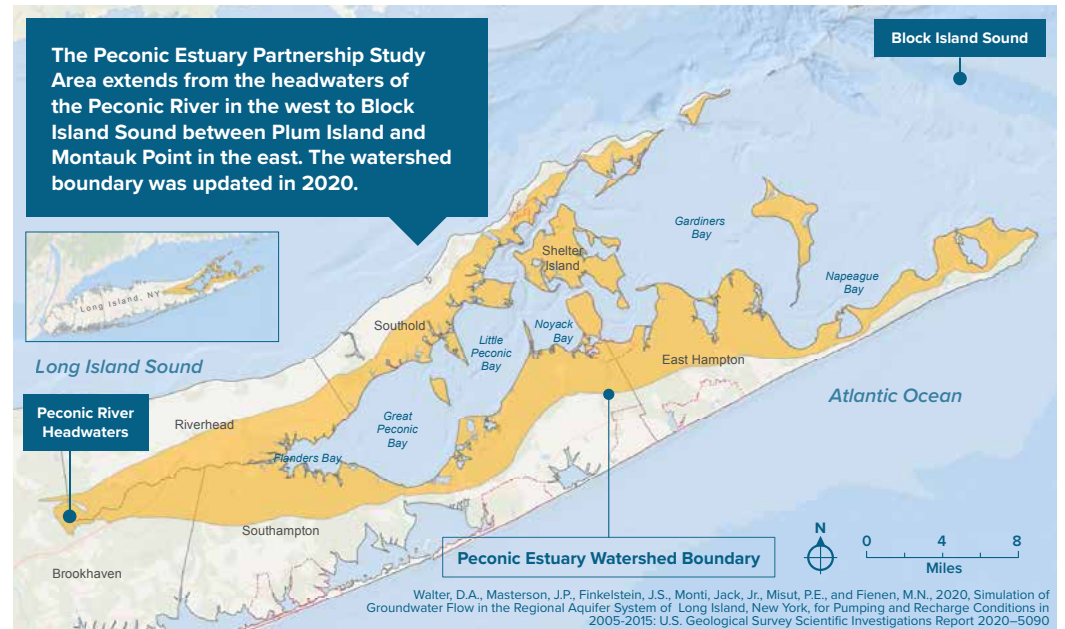 The Peconic Estuary Partnership Study
Area extends from the headwaters of
the Peconic River in the west to Block
Island Sound between Plum Island and
Montauk Point in the east. The watershed
boundary was updated in 2020.
Block Island Sound
Gardiners
Bay
Shelter
Island
Napeague
Bay
Long Island, NY
Southold
Noyack
Bay
Little
Peconic
Bay
Long Island Sound
East Hampton
Atlantic Ocean
Peconic River
Headwaters
Riverhead
Great
Peconic
Bay
Flanders Bay
Southampton
Brookhaven
Peconic Estuary Watershed Boundary
N
0 4 8
Miles
Walter, D.A., Masterson, J.P., Finkelstein, J.S., Monti, Jack, Jr., Misut, P.E., and Fienen, M.N., 2020, Simulation of
Groundwater Flow in the Regional Aquifer System of Long Island, New York, for Pumping and Recharge Conditions in
2005-2015: U.S. Geological Survey Scientific Investigations Report 2020–5090